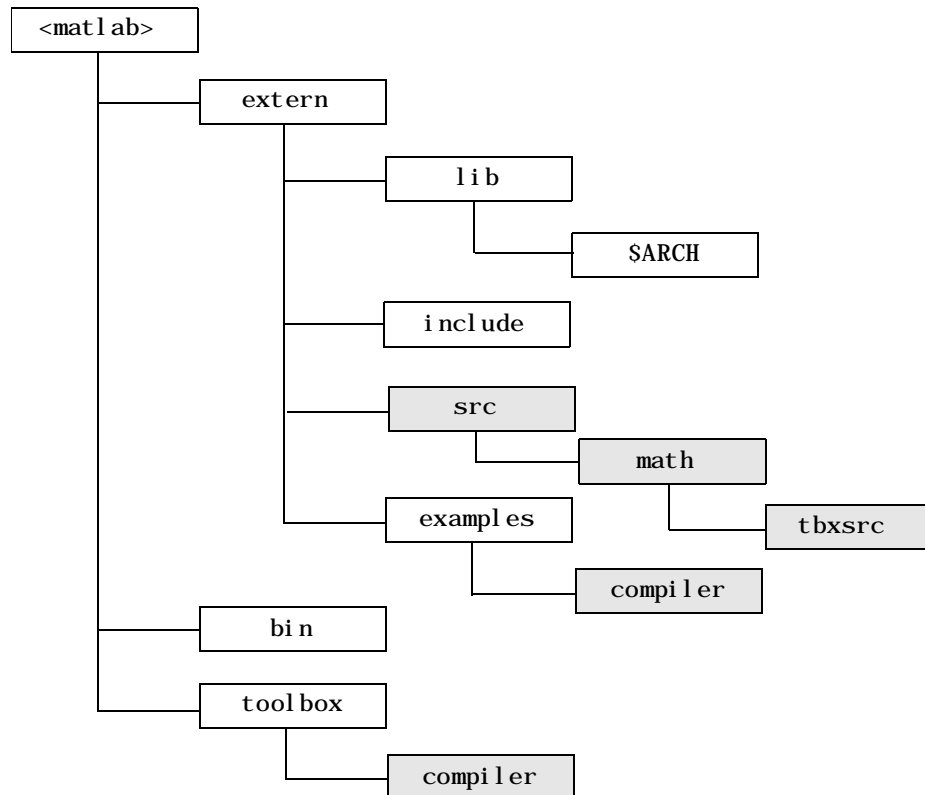 <matlab>
extern
lib
$ARCH
include
src
math
examples
tbxsrc
compiler
bin
toolbox
compiler